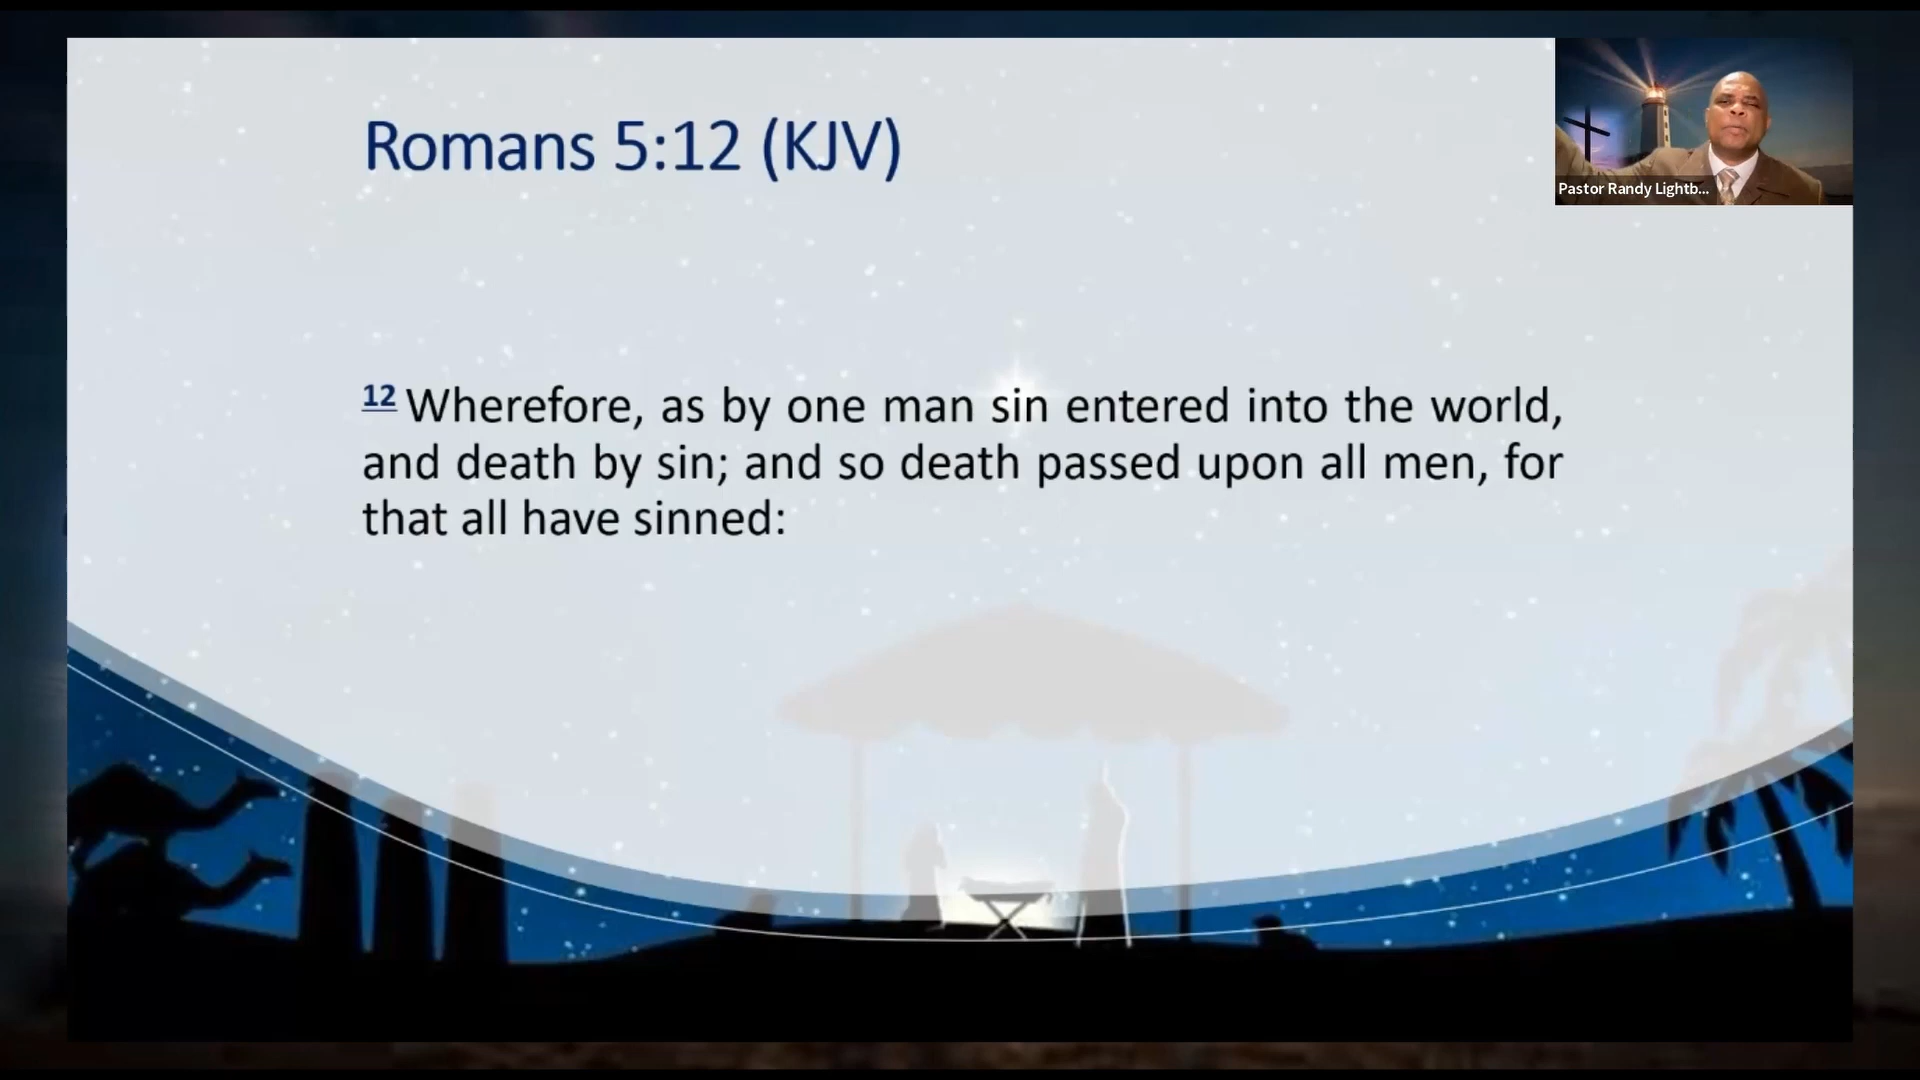 Romans 5:12 (KJV)
Pastor Randy Lightb...
12 Wherefore, as by one man sin entered into the world,
and death by sin; and so death passed upon all men, for
that all have sinned: